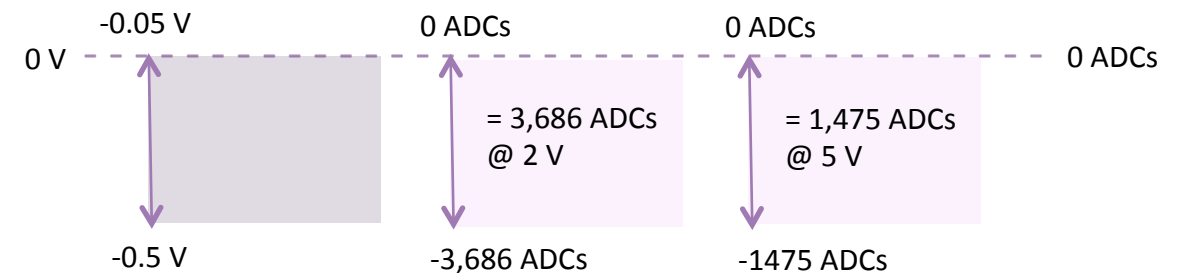 -0.05 V
0 ADCs
0 ADCs
0 V
0 ADCs
= 3,686 ADCs
@ 2 V
= 1,475 ADCs
@ 5 V
-0.5 V
-3,686 ADCs
-1475 ADCs